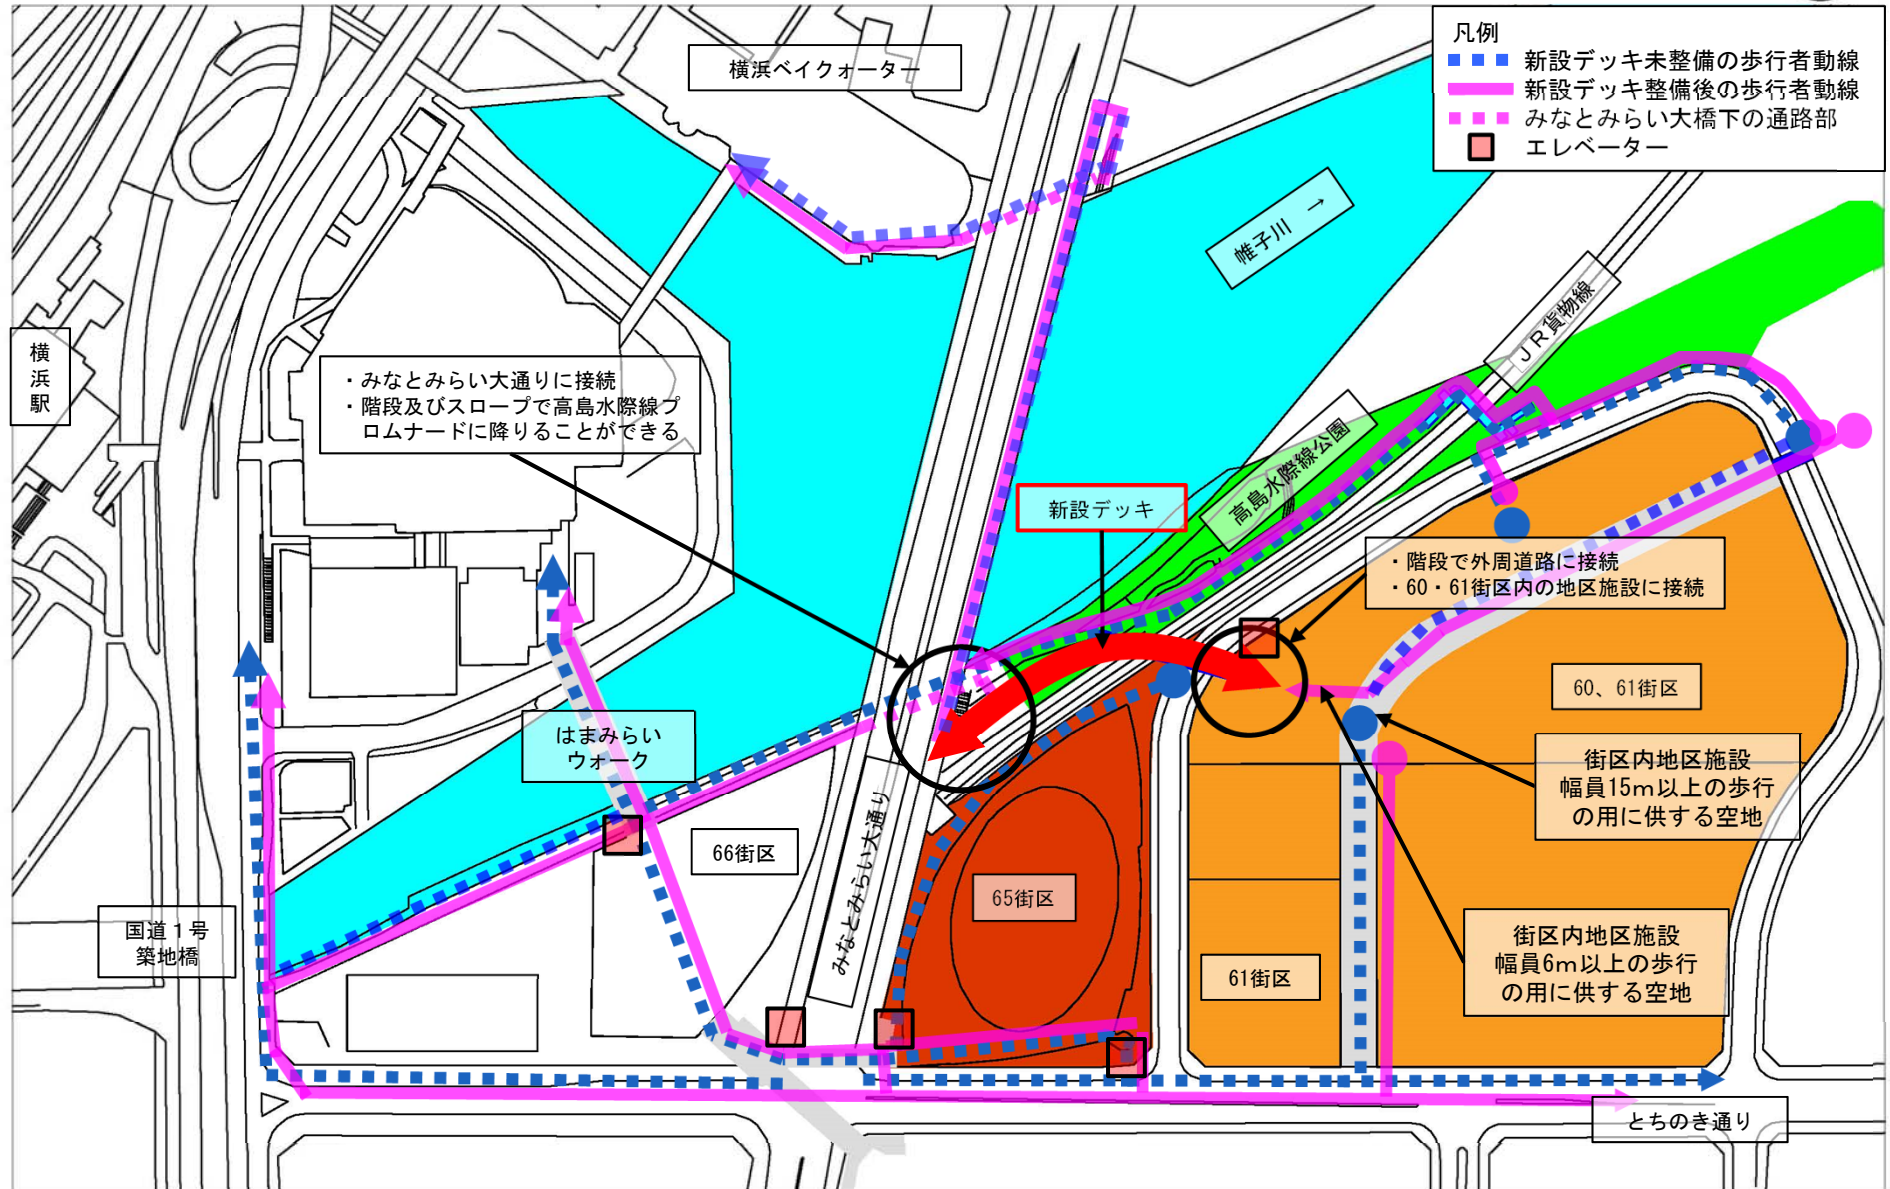 凡例
新設デッキ未整備の歩行者動線
新設デッキ整備後の歩行者動線
みなとみらい大橋下の通路部
エレベーター
横浜ベイクォーター
帷子川 →
JR貨物線
横浜駅
・みなとみらい大通りに接続
・階段及びスロープで高島水際線プ
ロムナードに降りることができる
高島水際線公園
新設デッキ
・階段で外周道路に接続
・60・61街区内の地区施設に接続
60、61街区
はまみらい
ウォーク
街区内地区施設
幅員15m以上の歩行
の用に供する空地
66街区
みなとみらい大通り
65街区
国道1号
築地橋
61街区
街区内地区施設
幅員6m以上の歩行
の用に供する空地
とちのき通り